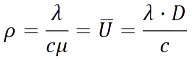 ρ = λ / cμ = U̅ = λ · D / c